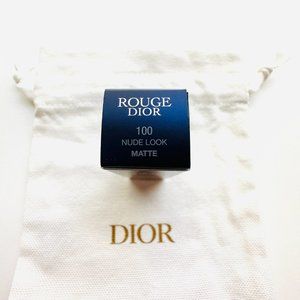 ROUGE
DIOR
100
NUDE LOOK
MATTE
DIOR